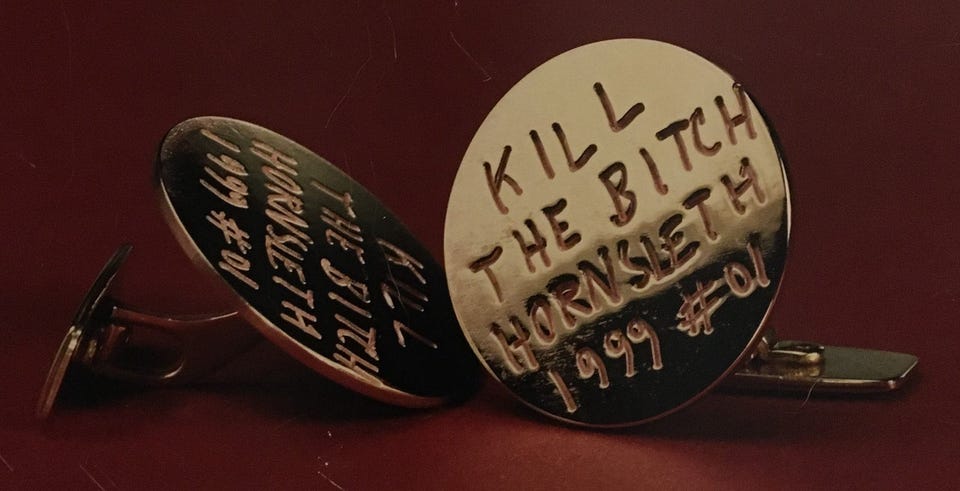 1999 #01
HORNSLETH
THE BITCH
KILL
KILL
THE BITCH
HORNSLETH
1999 #01